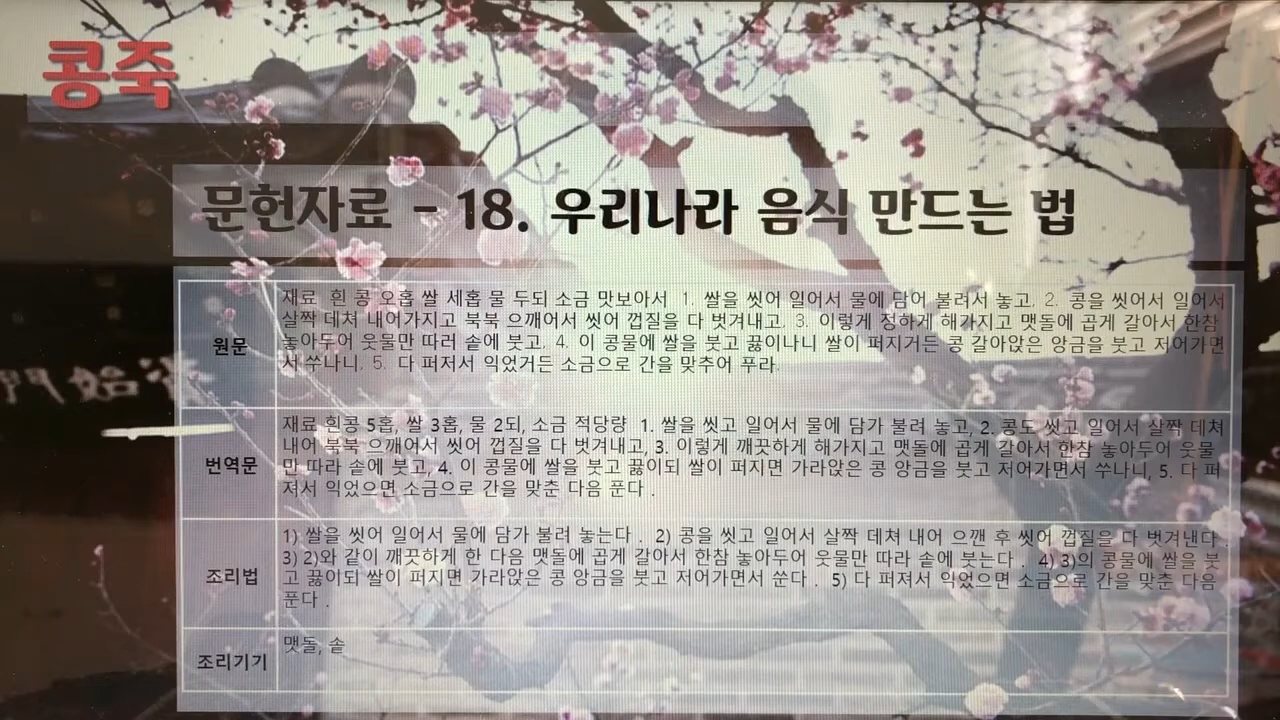 콩죽
문헌자료 - 18. 우리나라 음식 만드는 법
원문
재료 흰 콩 오홉 쌀 세홉 물 두되 소금 맛보아서 1. 쌀을 씻어 일어서 물에 담어 불려서 놓고. 2. 콩을 씻어서 일어서
살짝 데쳐 내어가지고 북북 으깨어서 씻어 껍질을 다 벗겨내고. 3. 이렇게 정하게 해가지고 맷돌에 곱게 갈아서 한참
놓아두어 웃물만 따러 솥에 붓고. 4. 이 콩물에 쌀을 붓고 끓이나니 쌀이 퍼지거든 콩 갈아앉은 앙금을 붓고 저어가면
서 쑤나니. 5. 다 퍼저서 익었거든 소금으로 간을 맞추어 푸라.
번역문
재료 흰콩 5홉, 쌀 3홉, 물 2되, 소금 적당량 1. 쌀을 씻고 일어서 물에 담가 불려 놓고, 2. 콩도 씻고 일어서 살짝 데쳐
내어 북북 으깨어서 씻어 껍질을 다 벗겨내고, 3. 이렇게 깨끗하게 해가지고 맷돌에 곱게 갈아서 한참 놓아두어 웃물
만 따라 솥에 붓고, 4. 이 콩물에 쌀을 붓고 끓이되 쌀이 퍼지면 가라앉은 콩 앙금을 붓고 저어가면서 쑤나니, 5. 다 퍼
져서 익었으면 소금으로 간을 맞춘 다음 푼다 .
조리법
1) 쌀을 씻어 일어서 물에 담가 불려 놓는다 . 2) 콩을 씻고 일어서 살짝 데쳐 내어 으깬 후 씻어 껍질을 다 벗겨낸다 .
3) 2)와 같이 깨끗하게 한 다음 맷돌에 곱게 갈아서 한참 놓아두어 웃물만 따라 솥에 붓는다 . 4) 3)의 콩물에 쌀을 붓
고 끓이되 쌀이 퍼지면 가라앉은 콩 앙금을 붓고 저어가면서 쑨다 . 5) 다 퍼져서 익었으면 소금으로 간을 맞춘 다음
푼다 .
조리기기
맷돌, 솥